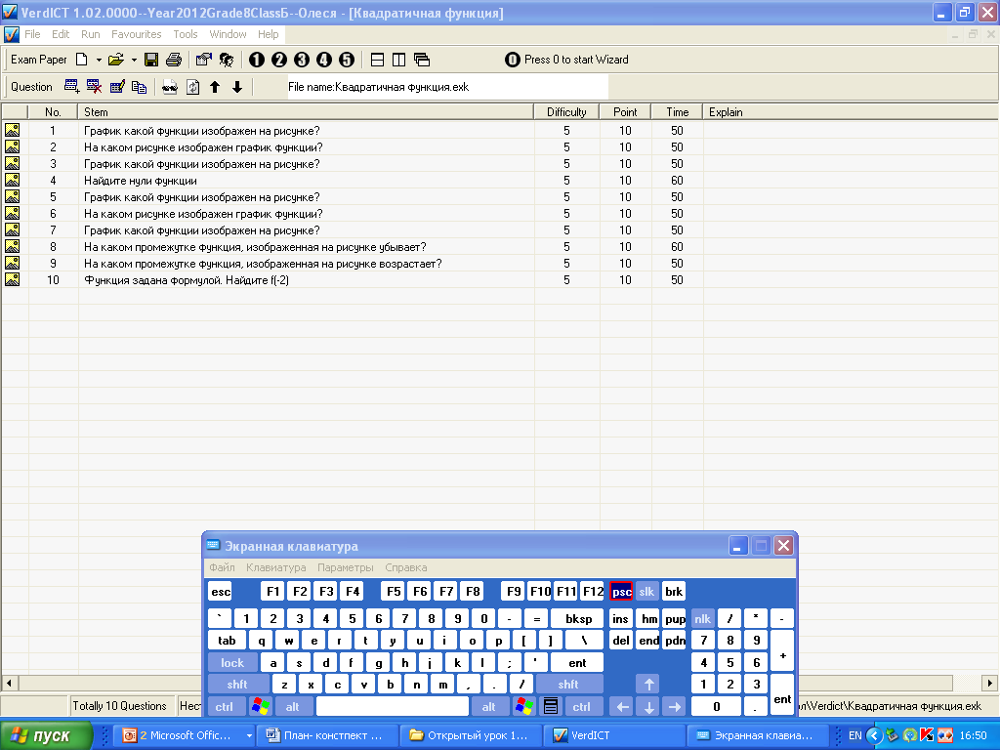 VerdICT 1.02.0000--Year2012Grade8ClassБ--Олеся - [Квадратичная функция]
File Edit Run Favourites Tools Window Help
Exam Paper 1 2 3 4 5 0 Press 0 to start Wizard
Question File name:Квадратичная функция.exk
No. Stem Difficulty Point Time Explain
1 График какой функции изображен на рисунке? 5 10 50
2 На каком рисунке изображен график функции? 5 10 50
3 График какой функции изображен на рисунке? 5 10 50
4 Найдите нули функции 5 10 60
5 График какой функции изображен на рисунке? 5 10 50
6 На каком рисунке изображен график функции? 5 10 50
7 График какой функции изображен на рисунке? 5 10 50
8 На каком промежутке функция, изображенная на рисунке убывает? 5 10 60
9 На каком промежутке функция, изображенная на рисунке возрастает? 5 10 50
10 Функция задана формулой. Найдите f(-2) 5 10 50
Экранная клавиатура
Файл Клавиатура Параметры Справка
esc F1 F2 F3 F4 F5 F6 F7 F8 F9 F10 F11 F12 psc slk brk
` 1 2 3 4 5 6 7 8 9 0 - = bksp ins hm pup nlk / * -
tab q w e r t y u i o p [ ] \ del end pdn 7 8 9 +
lock a s d f g h j k l ; ' ent 4 5 6
shft z x c v b n m , . / shft ↑ 1 2 3 ent
ctrl alt alt ctrl ← ↓ → 0 .
Totally 10 Questions Нест ол\Verdict\Квадратичная функция.exk
пуск 2 Microsoft Offic... План- конспект ... Открытый урок 1... VerdICT Экранная клавиа... EN 16:50